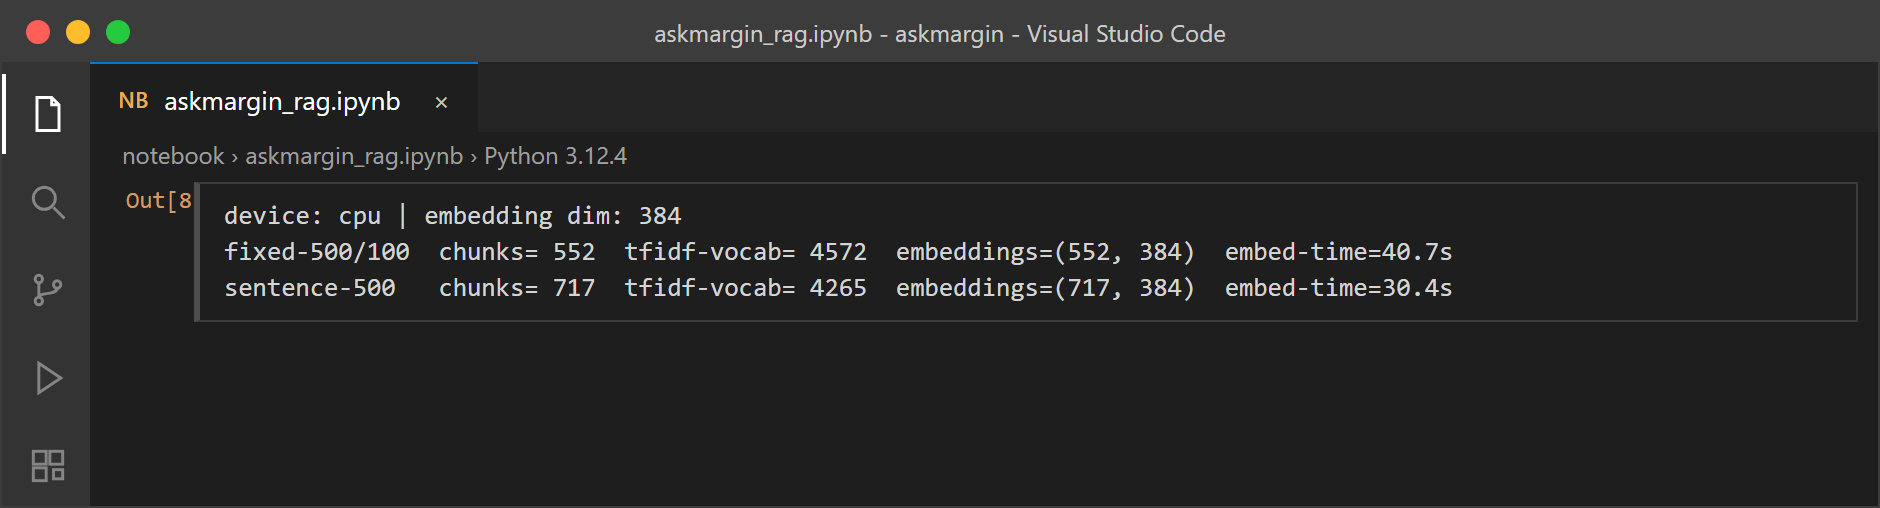 askmargin_rag.ipynb - askmargin - Visual Studio Code
NB askmargin_rag.ipynb ×
notebook › askmargin_rag.ipynb › Python 3.12.4
Out[8
device: cpu | embedding dim: 384
fixed-500/100  chunks= 552  tfidf-vocab= 4572  embeddings=(552, 384)  embed-time=40.7s
sentence-500   chunks= 717  tfidf-vocab= 4265  embeddings=(717, 384)  embed-time=30.4s